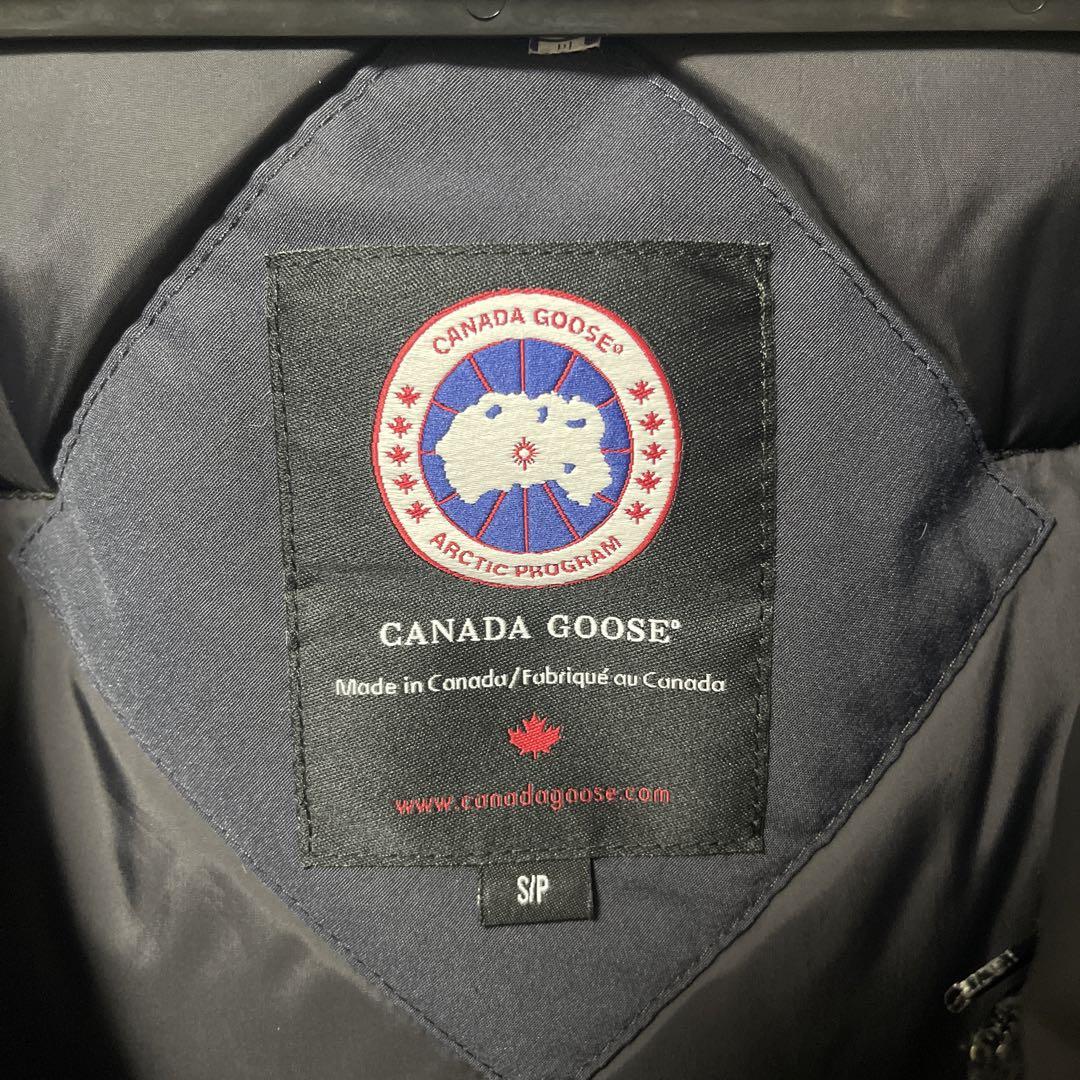 CANADA GOOSE
ARCTIC PROGRAM
CANADA GOOSE
Made in Canada/Fabriqué au Canada
www.canadagoose.com
S/P